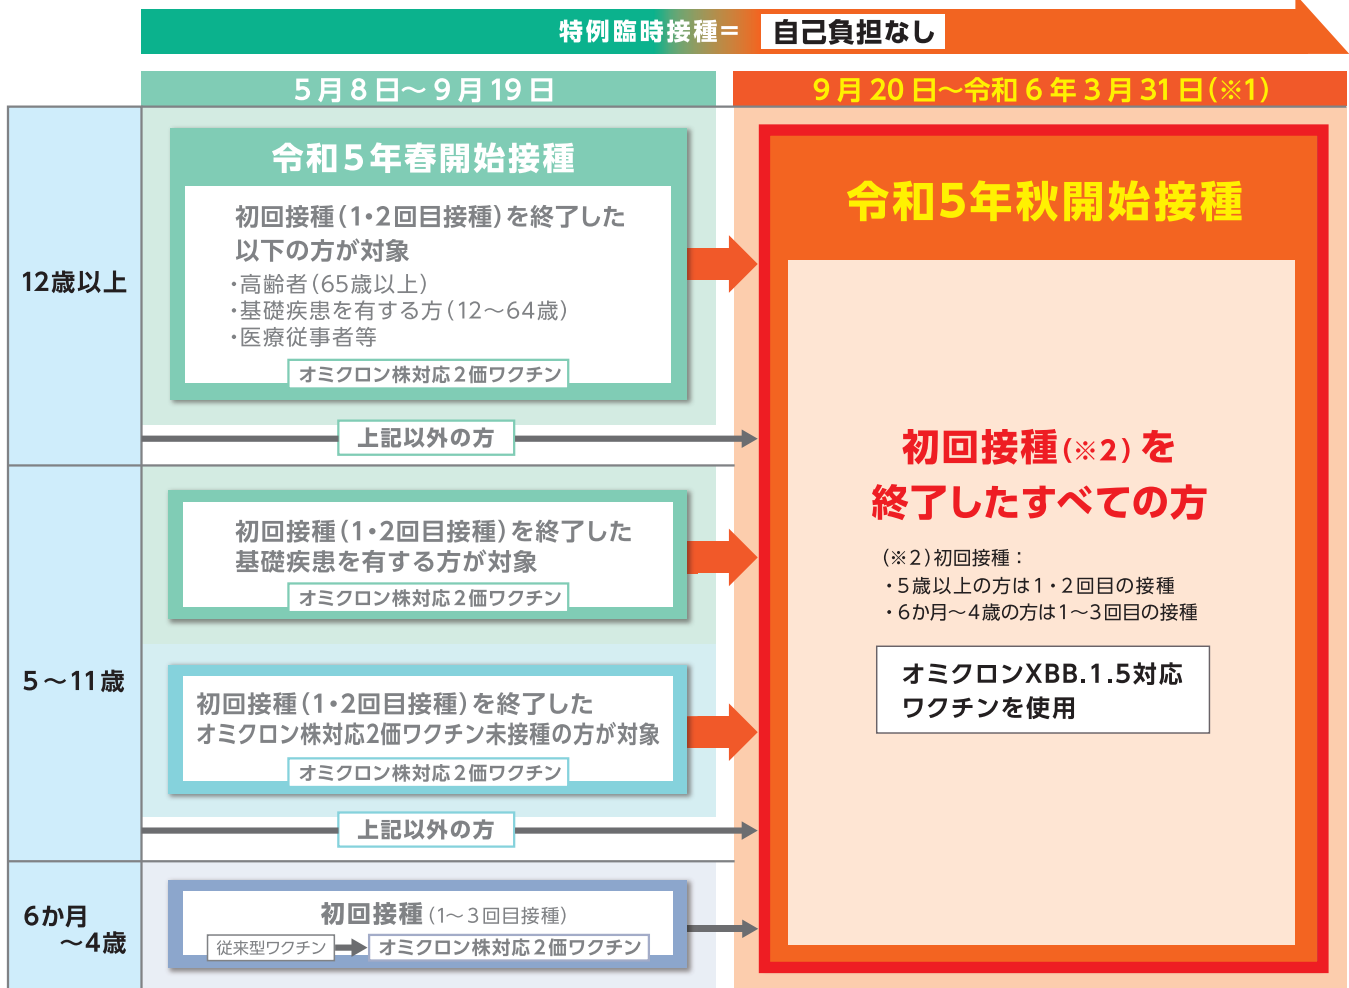 特例臨時接種＝ 自己負担なし
5月8日～9月19日
9月20日～令和6年3月31日(※1)
12歳以上
令和5年春開始接種
初回接種(1・2回目接種)を終了した
以下の方が対象
・高齢者(65歳以上)
・基礎疾患を有する方(12～64歳)
・医療従事者等
オミクロン株対応2価ワクチン
上記以外の方
5～11歳
初回接種(1・2回目接種)を終了した
基礎疾患を有する方が対象
オミクロン株対応2価ワクチン
初回接種(1・2回目接種)を終了した
オミクロン株対応2価ワクチン未接種の方が対象
オミクロン株対応2価ワクチン
上記以外の方
6か月
～4歳
初回接種(1～3回目接種)
従来型ワクチン
オミクロン株対応2価ワクチン
令和5年秋開始接種
初回接種(※2)を
終了したすべての方
(※2)初回接種：
・5歳以上の方は1・2回目の接種
・6か月～4歳の方は1～3回目の接種
オミクロンXBB.1.5対応
ワクチンを使用